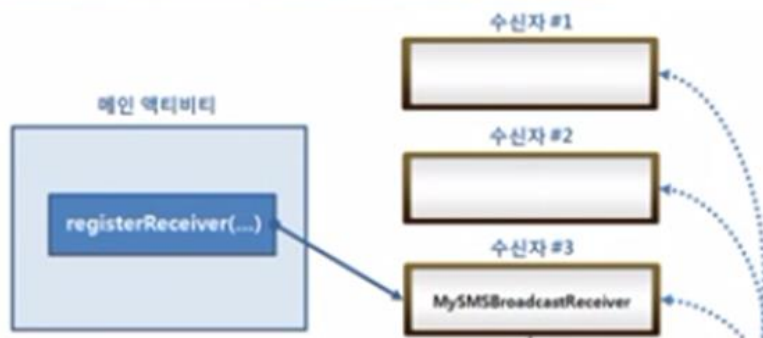 수신자 #1
메인 액티비티
수신자 #2
registerReceiver(...)
수신자 #3
MySMSBroadcastReceiver